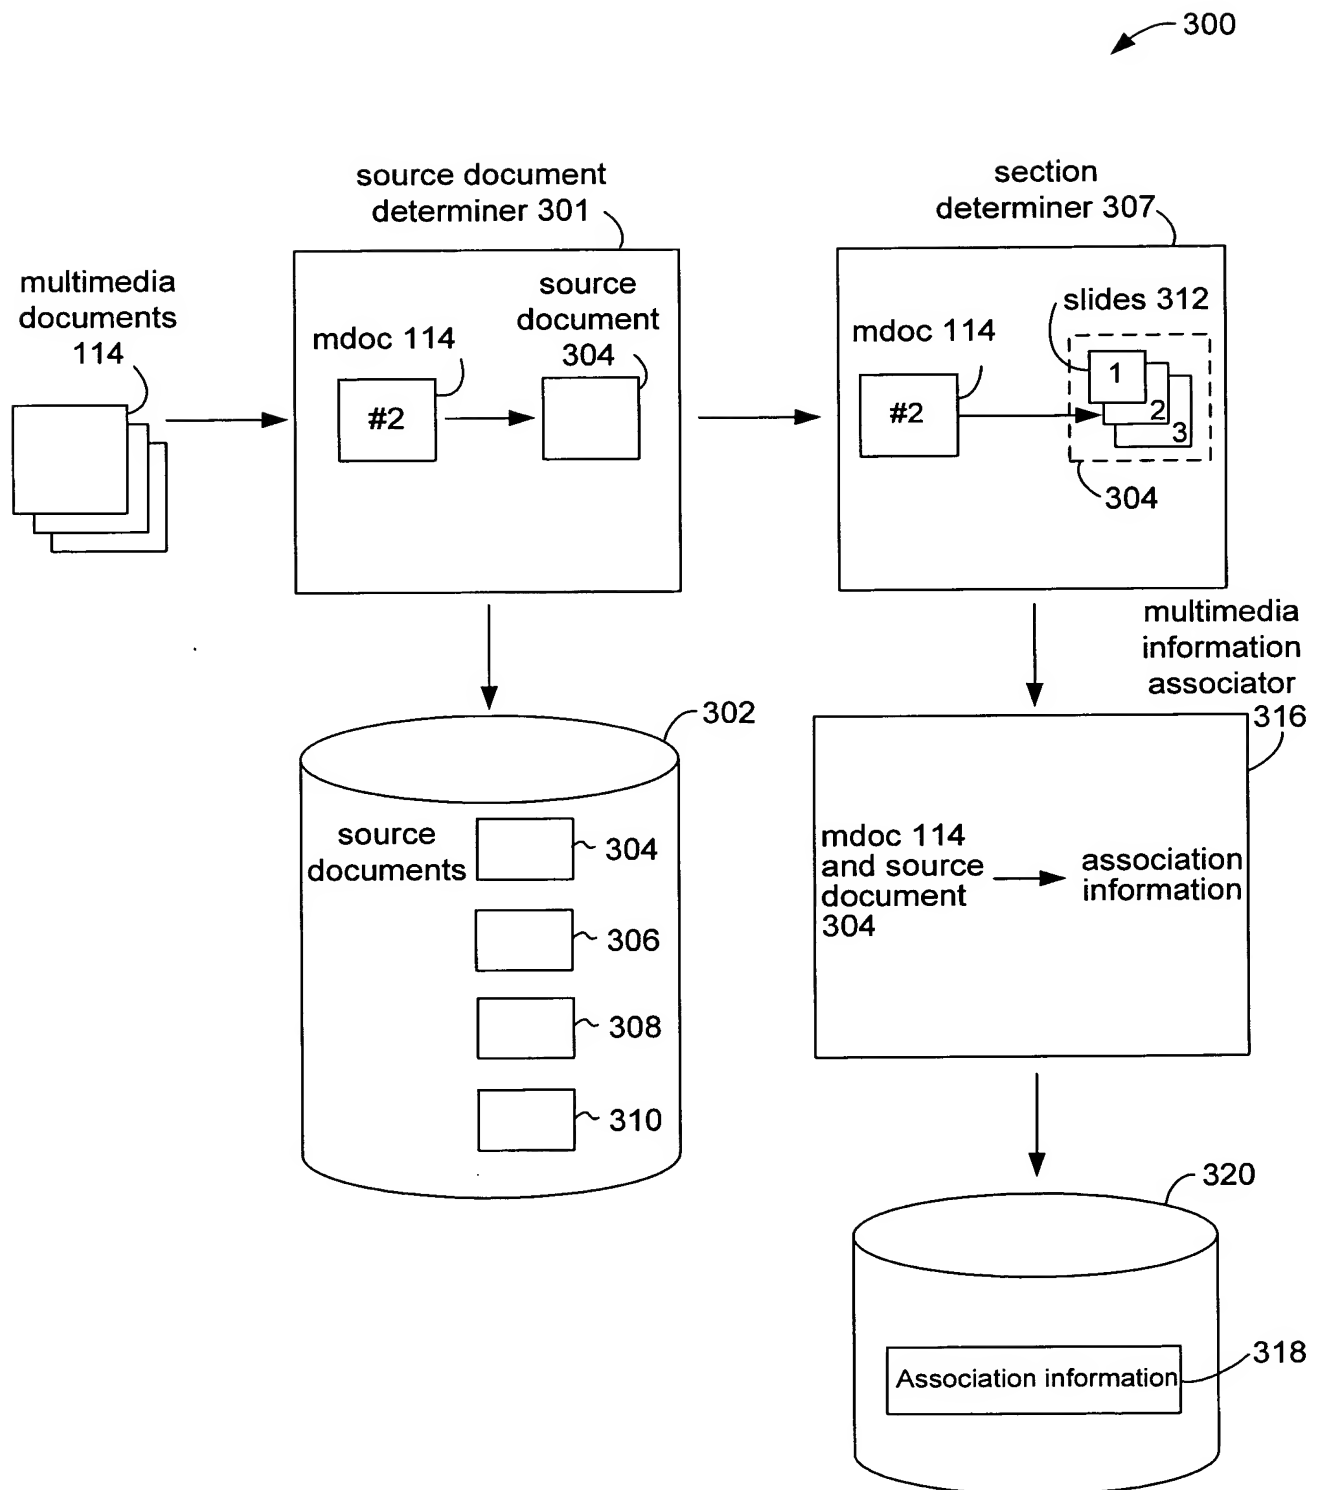 300
source document
determiner 301
section
determiner 307
multimedia
documents
114
mdoc 114
#2
source
document
304
mdoc 114
#2
slides 312
1
2
3
304
302
source
documents
304
306
308
310
multimedia
information
associator
316
mdoc 114
and source
document
304
association
information
320
Association information
318